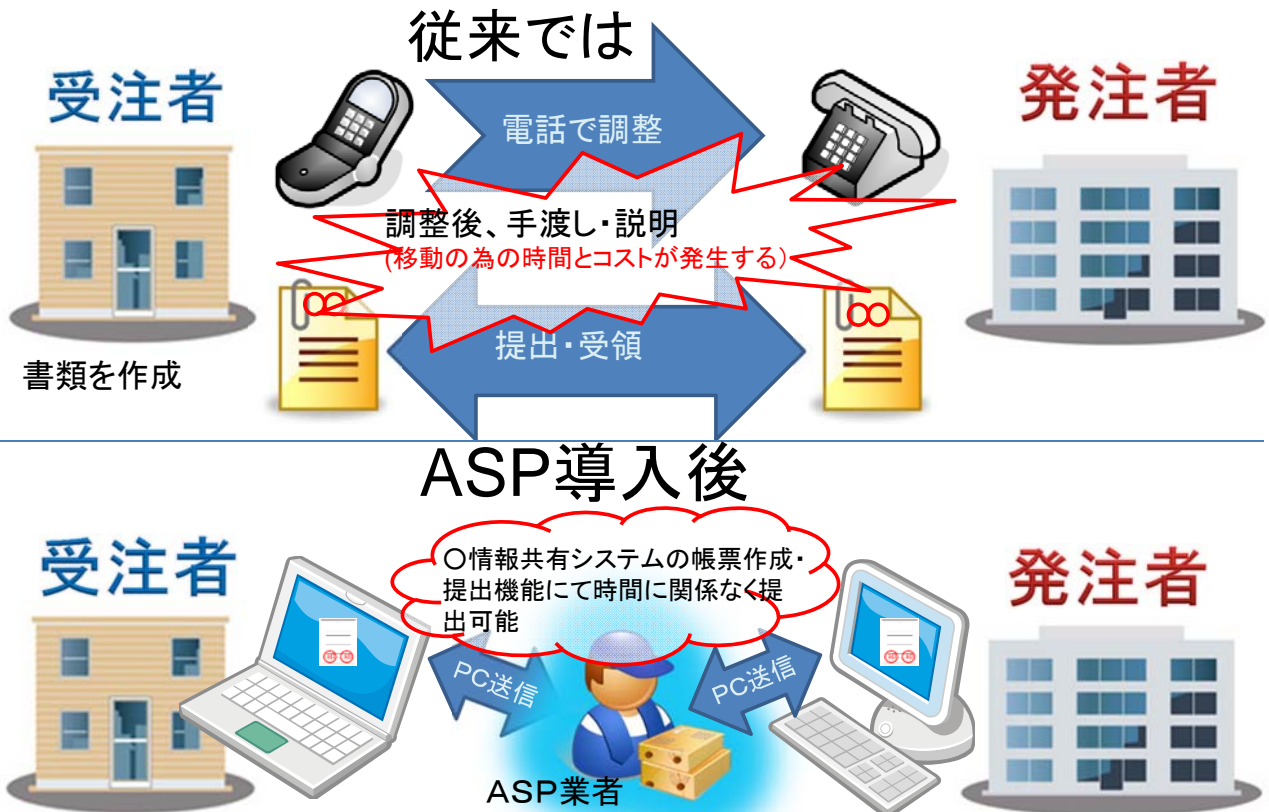 従来では
受注者
発注者
電話で調整
調整後、手渡し・説明
(移動の為の時間とコストが発生する)
提出・受領
書類を作成
ASP導入後
受注者
発注者
〇情報共有システムの帳票作成・
提出機能にて時間に関係なく提
出可能
PC送信
PC送信
ASP業者